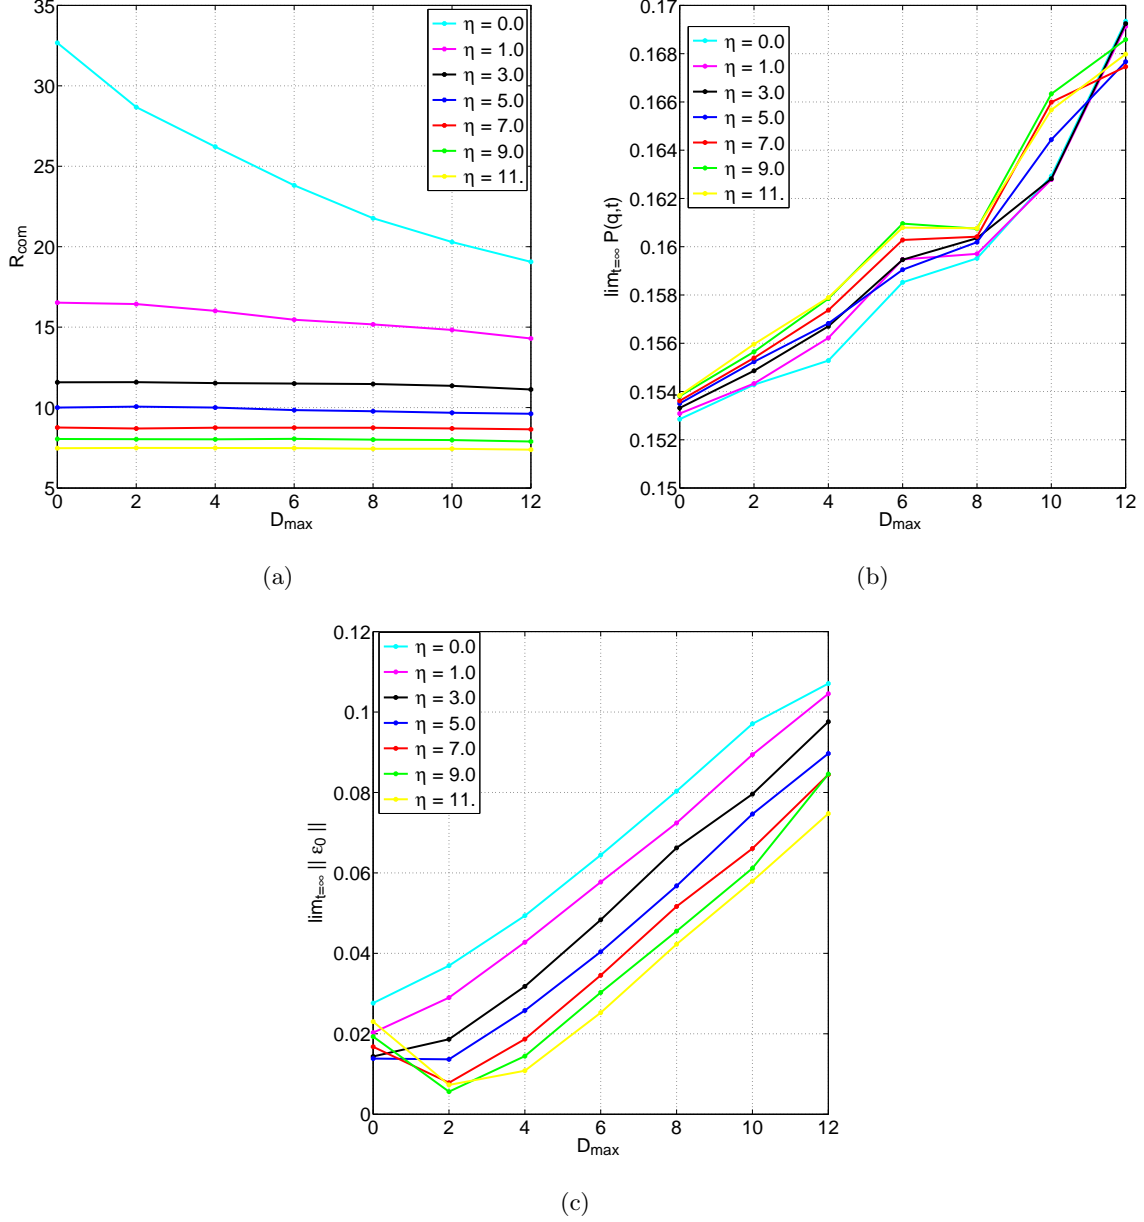 35
30
25
20
15
10
5
R_com
0 2 4 6 8 10 12
D_max
η = 0.0
η = 1.0
η = 3.0
η = 5.0
η = 7.0
η = 9.0
η = 11.
(a)
0.17
0.168
0.166
0.164
0.162
0.16
0.158
0.156
0.154
0.152
0.15
lim_{t=∞} P(q,t)
0 2 4 6 8 10 12
D_max
η = 0.0
η = 1.0
η = 3.0
η = 5.0
η = 7.0
η = 9.0
η = 11.
(b)
0.12
0.1
0.08
0.06
0.04
0.02
0
lim_{t=∞} || ε_0 ||
0 2 4 6 8 10 12
D_max
η = 0.0
η = 1.0
η = 3.0
η = 5.0
η = 7.0
η = 9.0
η = 11.
(c)